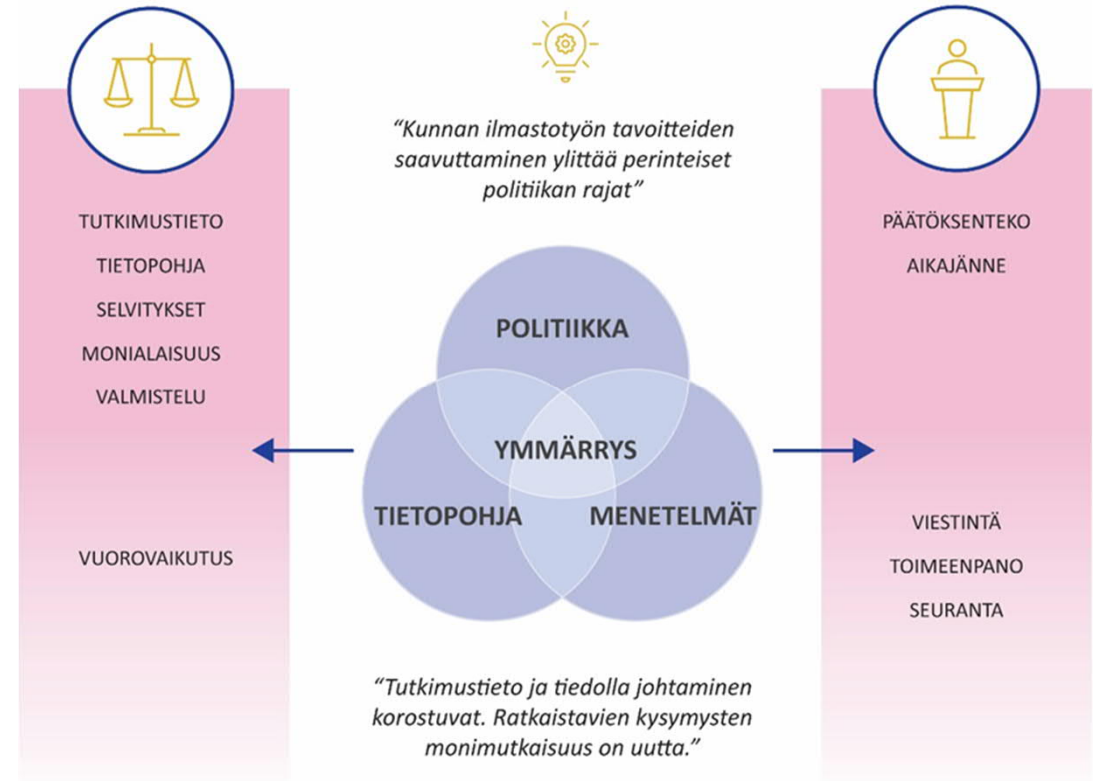 “Kunnan ilmastotyön tavoitteiden
saavuttaminen ylittää perinteiset
politiikan rajat”
TUTKIMUSTIETO
TIETOPOHJA
SELVITYKSET
MONIALAISUUS
VALMISTELU
VUOROVAIKUTUS
POLITIIKKA
YMMÄRRYS
TIETOPOHJA
MENETELMÄT
PÄÄTÖKSENTEKO
AIKAJÄNNE
VIESTINTÄ
TOIMEENPANO
SEURANTA
“Tutkimustieto ja tiedolla johtaminen
korostuvat. Ratkaistavien kysymysten
monimutkaisuus on uutta.”